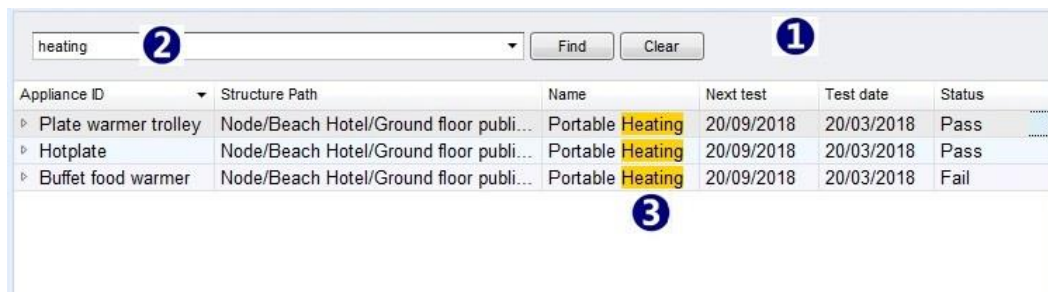 1
heating 2 Find Clear
Appliance ID Structure Path Name Next test Test date Status
Plate warmer trolley Node/Beach Hotel/Ground floor publi... Portable Heating 20/09/2018 20/03/2018 Pass
Hotplate Node/Beach Hotel/Ground floor publi... Portable Heating 20/09/2018 20/03/2018 Pass
Buffet food warmer Node/Beach Hotel/Ground floor publi... Portable Heating 20/09/2018 20/03/2018 Fail
3